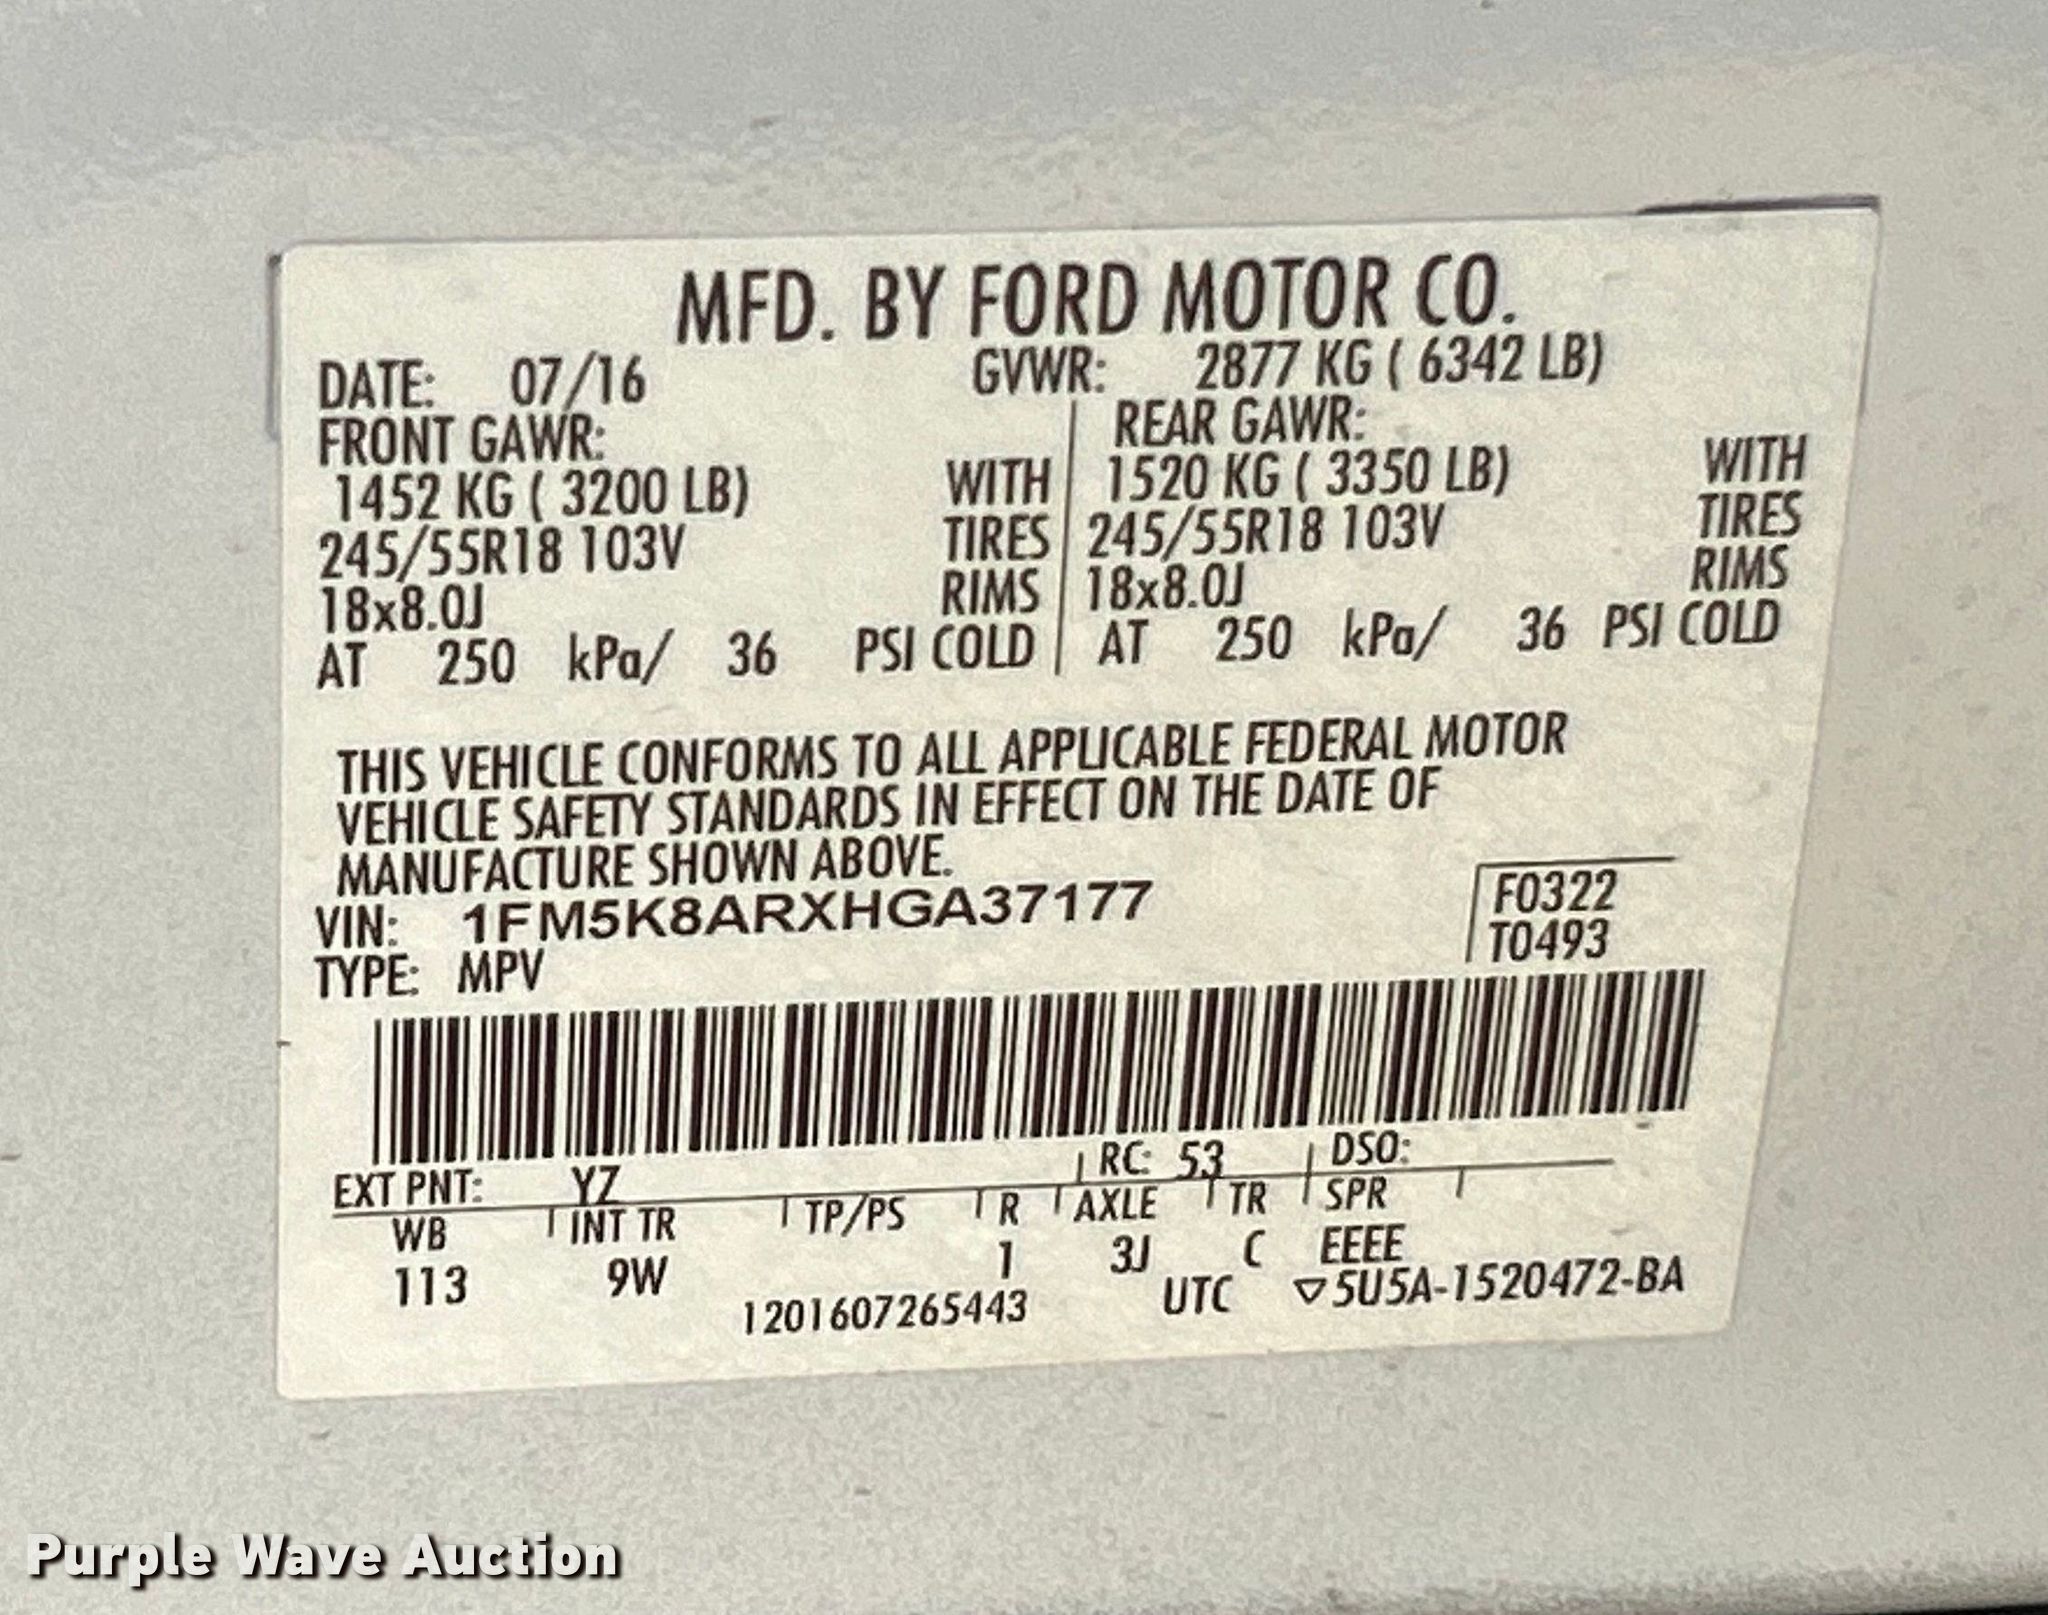 MFD. BY FORD MOTOR CO.
DATE: 07/16 GVWR: 2877 KG ( 6342 LB)
FRONT GAWR: REAR GAWR:
1452 KG ( 3200 LB) WITH 1520 KG ( 3350 LB) WITH
245/55R18 103V TIRES 245/55R18 103V TIRES
18x8.0J RIMS 18x8.0J RIMS
AT 250 kPa/ 36 PSI COLD AT 250 kPa/ 36 PSI COLD
THIS VEHICLE CONFORMS TO ALL APPLICABLE FEDERAL MOTOR
VEHICLE SAFETY STANDARDS IN EFFECT ON THE DATE OF
MANUFACTURE SHOWN ABOVE.
VIN: 1FM5K8ARXHGA37177 F0322
TYPE: MPV T0493
EXT PNT: YZ RC: 53 DSO:
WB INT TR TP/PS R AXLE TR SPR
113 9W 1 3J C EEEE
1201607265443 UTC ▽5U5A-1520472-BA
Purple Wave Auction